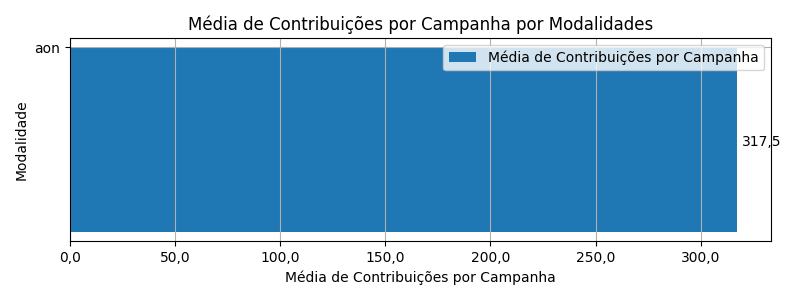 Média de Contribuições por Campanha por Modalidades
aon
Média de Contribuições por Campanha
Modalidade
317,5
0,0 50,0 100,0 150,0 200,0 250,0 300,0
Média de Contribuições por Campanha